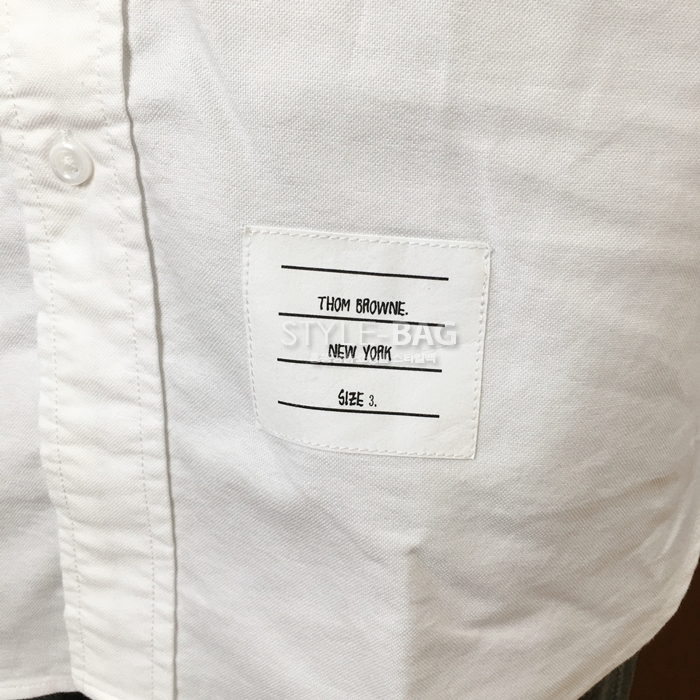 THOM BROWNE.
STYLE-BAG
NEW YORK
SIZE 3.